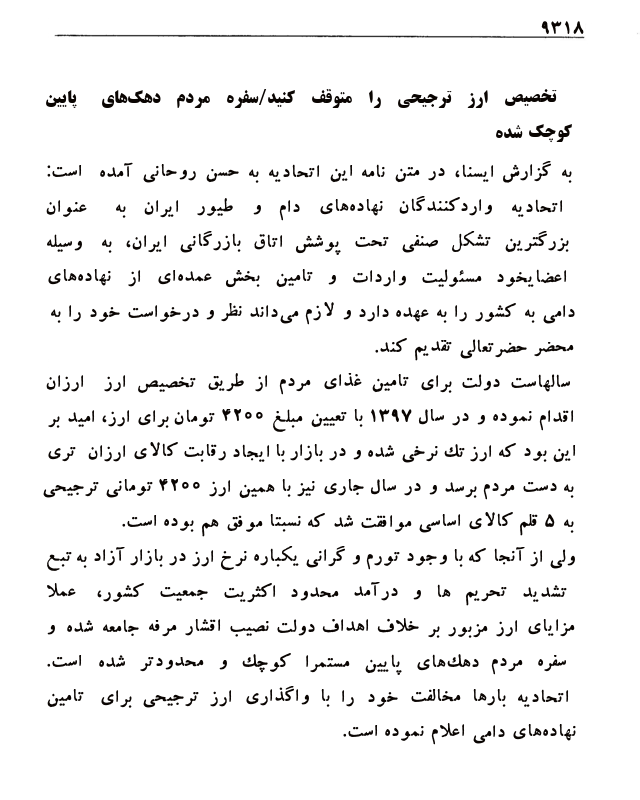 ۹۳۱۸
تخصیص ارز ترجیحی را متوقف کنید/سفره مردم دهک‌های پایین
کوچک شده
به گزارش ایسنا، در متن نامه این اتحادیه به حسن روحانی آمده است:
اتحادیه واردکنندگان نهاده‌های دام و طیور ایران به عنوان
بزرگترین تشکل صنفی تحت پوشش اتاق بازرگانی ایران، به وسیله
اعضایخود مسئولیت واردات و تامین بخش عمده‌ای از نهاده‌های
دامی به کشور را به عهده دارد و لازم می‌داند نظر و درخواست خود را به
محضر حضرتعالی تقدیم کند.
سالهاست دولت برای تامین غذای مردم از طریق تخصیص ارز ارزان
اقدام نموده و در سال ۱۳۹۷ با تعیین مبلغ ۴۲۰۰ تومان برای ارز، امید بر
این بود که ارز تك نرخی شده و در بازار با ایجاد رقابت کالای ارزان تری
به دست مردم برسد و در سال جاری نیز با همین ارز ۴۲۰۰ تومانی ترجیحی
به ۵ قلم کالای اساسی موافقت شد که نسبتا موفق هم بوده است.
ولی از آنجا که با وجود تورم و گرانی یکباره نرخ ارز در بازار آزاد به تبع
تشدید تحریم ها و درآمد محدود اکثریت جمعیت کشور، عملا
مزایای ارز مزبور بر خلاف اهداف دولت نصیب اقشار مرفه جامعه شده و
سفره مردم دهك‌های پایین مستمرا کوچك و محدودتر شده است.
اتحادیه بارها مخالفت خود را با واگذاری ارز ترجیحی برای تامین
نهاده‌های دامی اعلام نموده است.